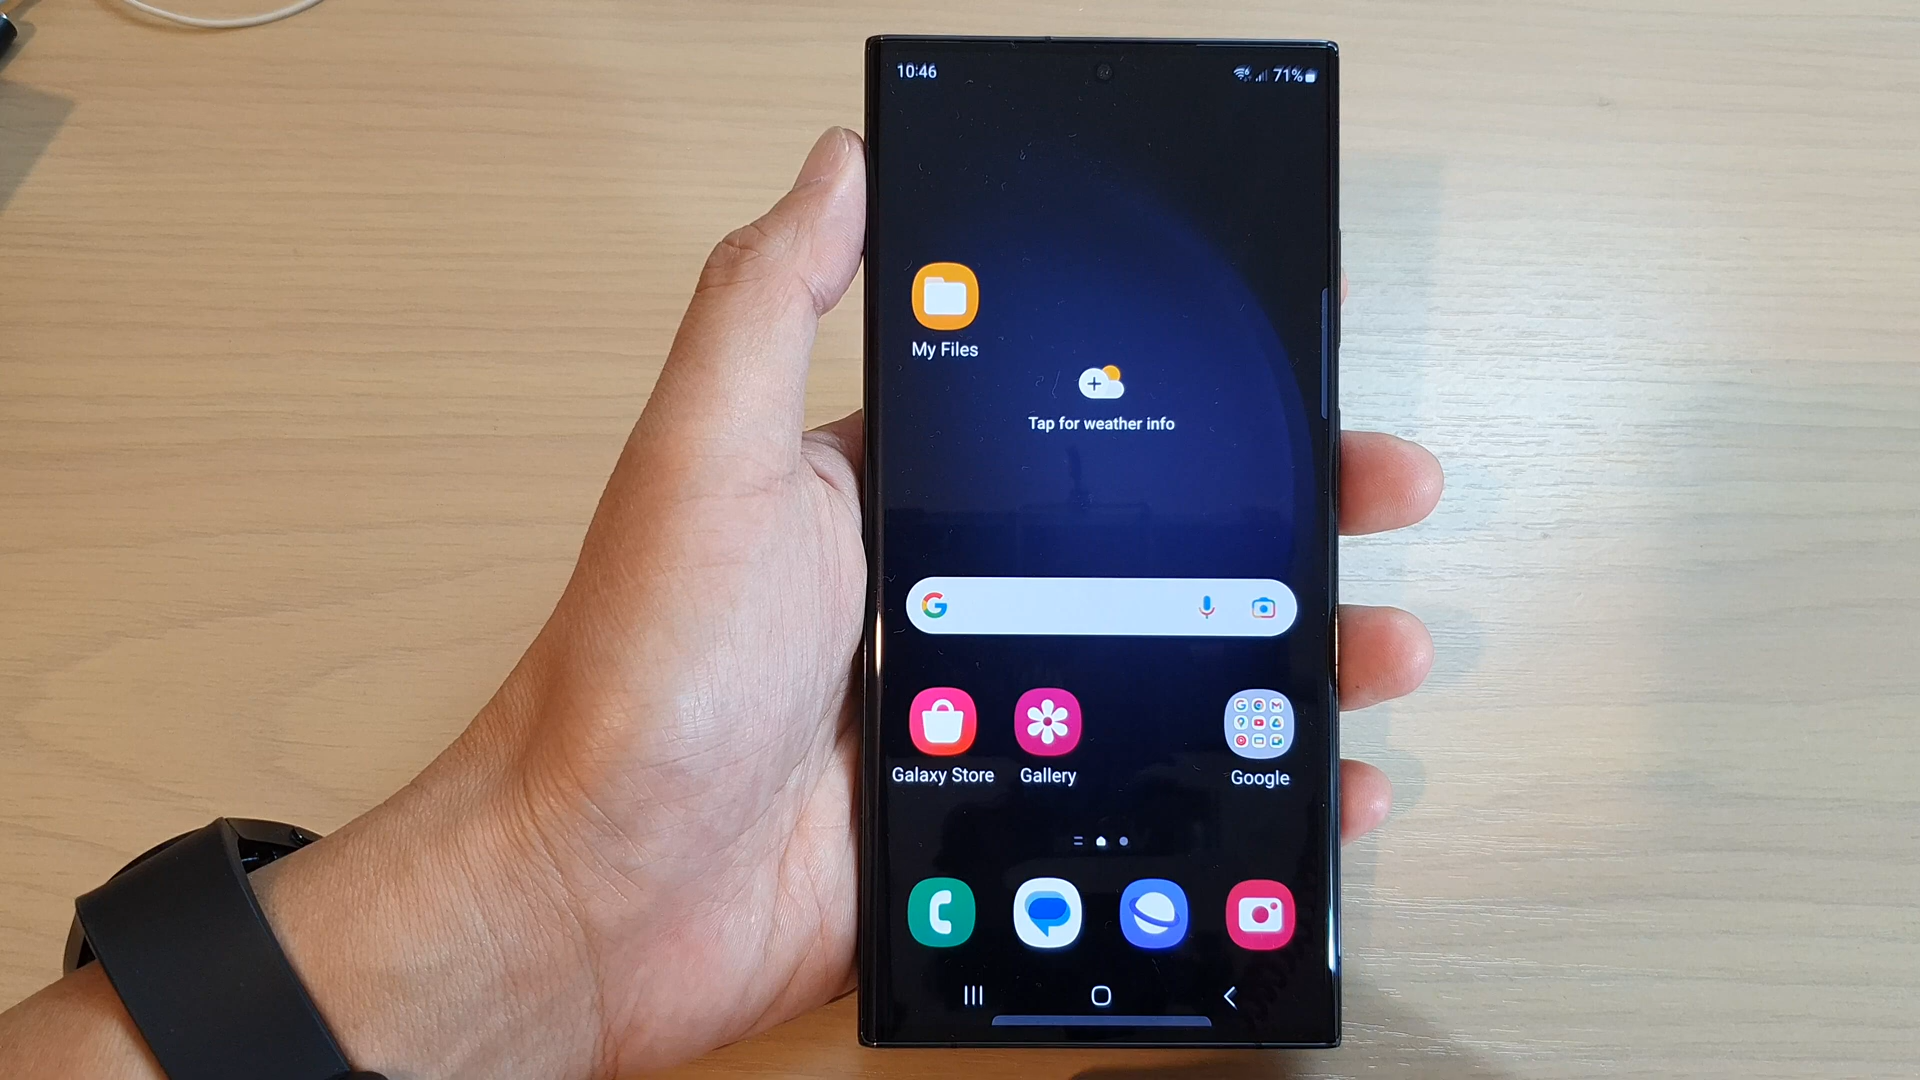 10:46 71%
My Files
Tap for weather info
G
Galaxy Store Gallery Google